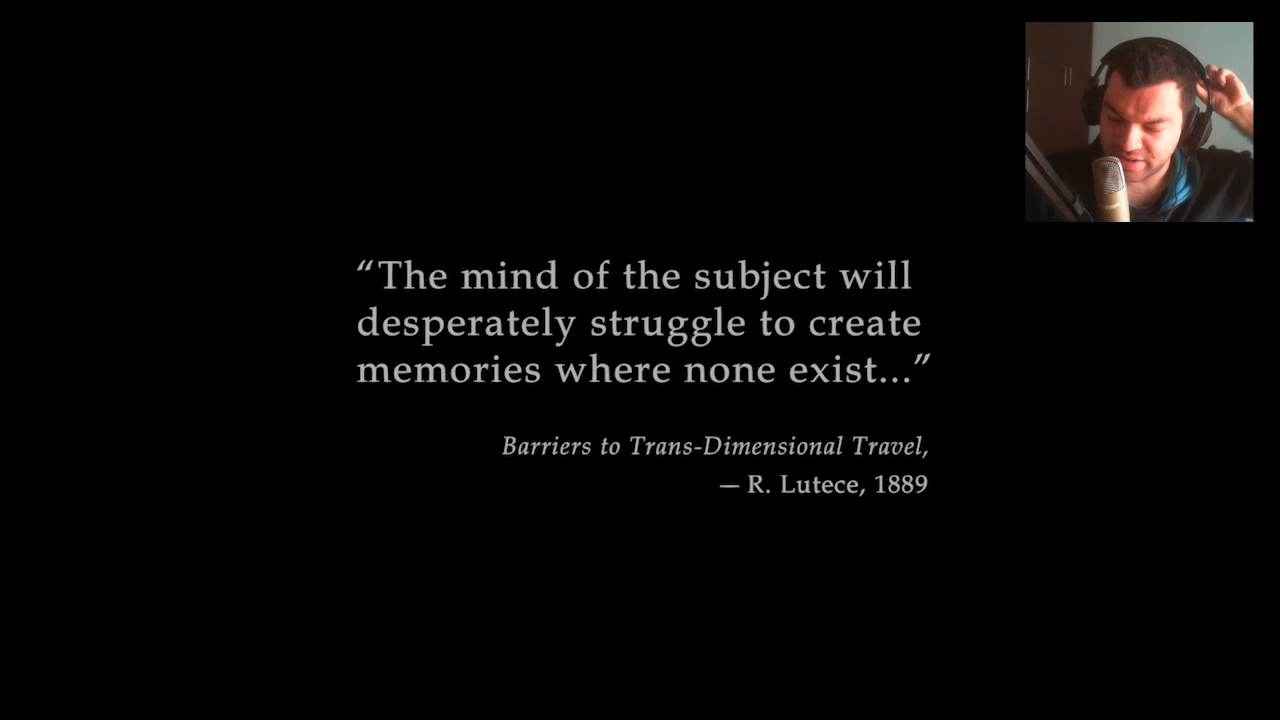 “The mind of the subject will
desperately struggle to create
memories where none exist...”
Barriers to Trans-Dimensional Travel,
— R. Lutece, 1889